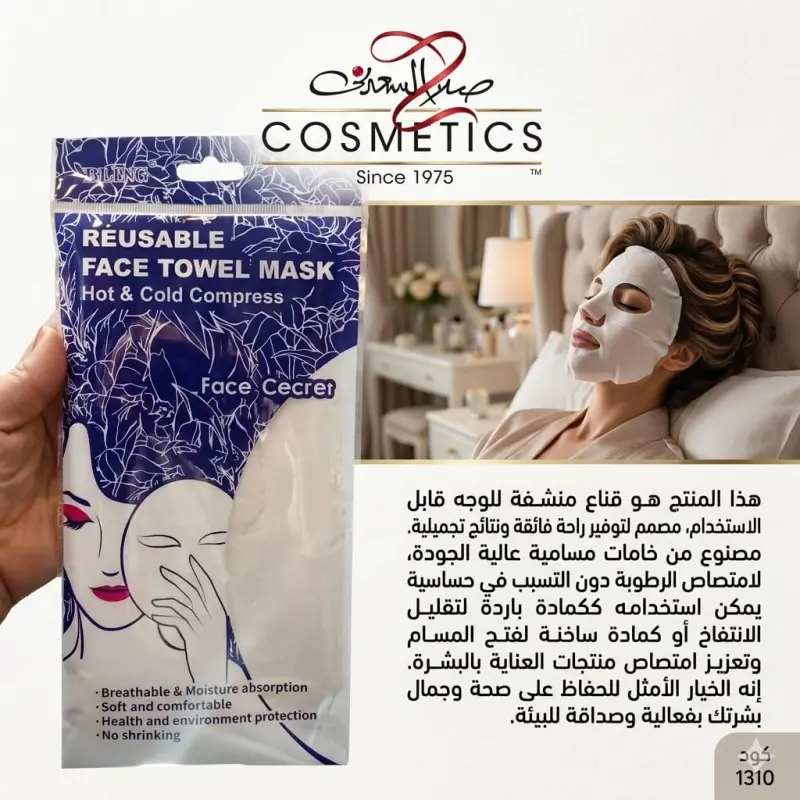 COSMETICS
Since 1975
TM
BILING
REUSABLE
FACE TOWEL MASK
Hot & Cold Compress
Face Cecret
· Breathable & Moisture absorption
· Soft and comfortable
· Health and environment protection
· No shrinking
هذا المنتج هو قناع منشفة للوجه قابل
الاستخدام، مصمم لتوفير راحة فائقة ونتائج تجميلية.
مصنوع من خامات مسامية عالية الجودة،
لامتصاص الرطوبة دون التسبب في حساسية
يمكن استخدامه ككمادة باردة لتقليل
الانتفاخ أو كمادة ساخنة لفتح المسام
وتعزيز امتصاص منتجات العناية بالبشرة.
إنه الخيار الأمثل للحفاظ على صحة وجمال
بشرتك بفعالية وصداقة للبيئة.
كود
1310